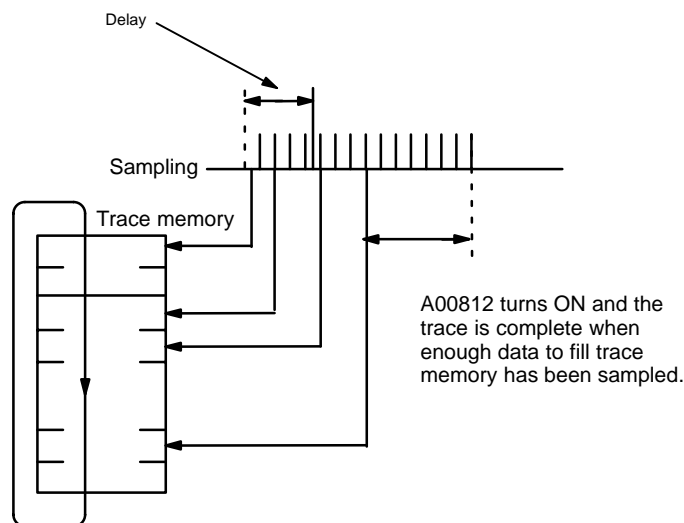 Delay
Sampling
Trace memory
A00812 turns ON and the
trace is complete when
enough data to fill trace
memory has been sampled.